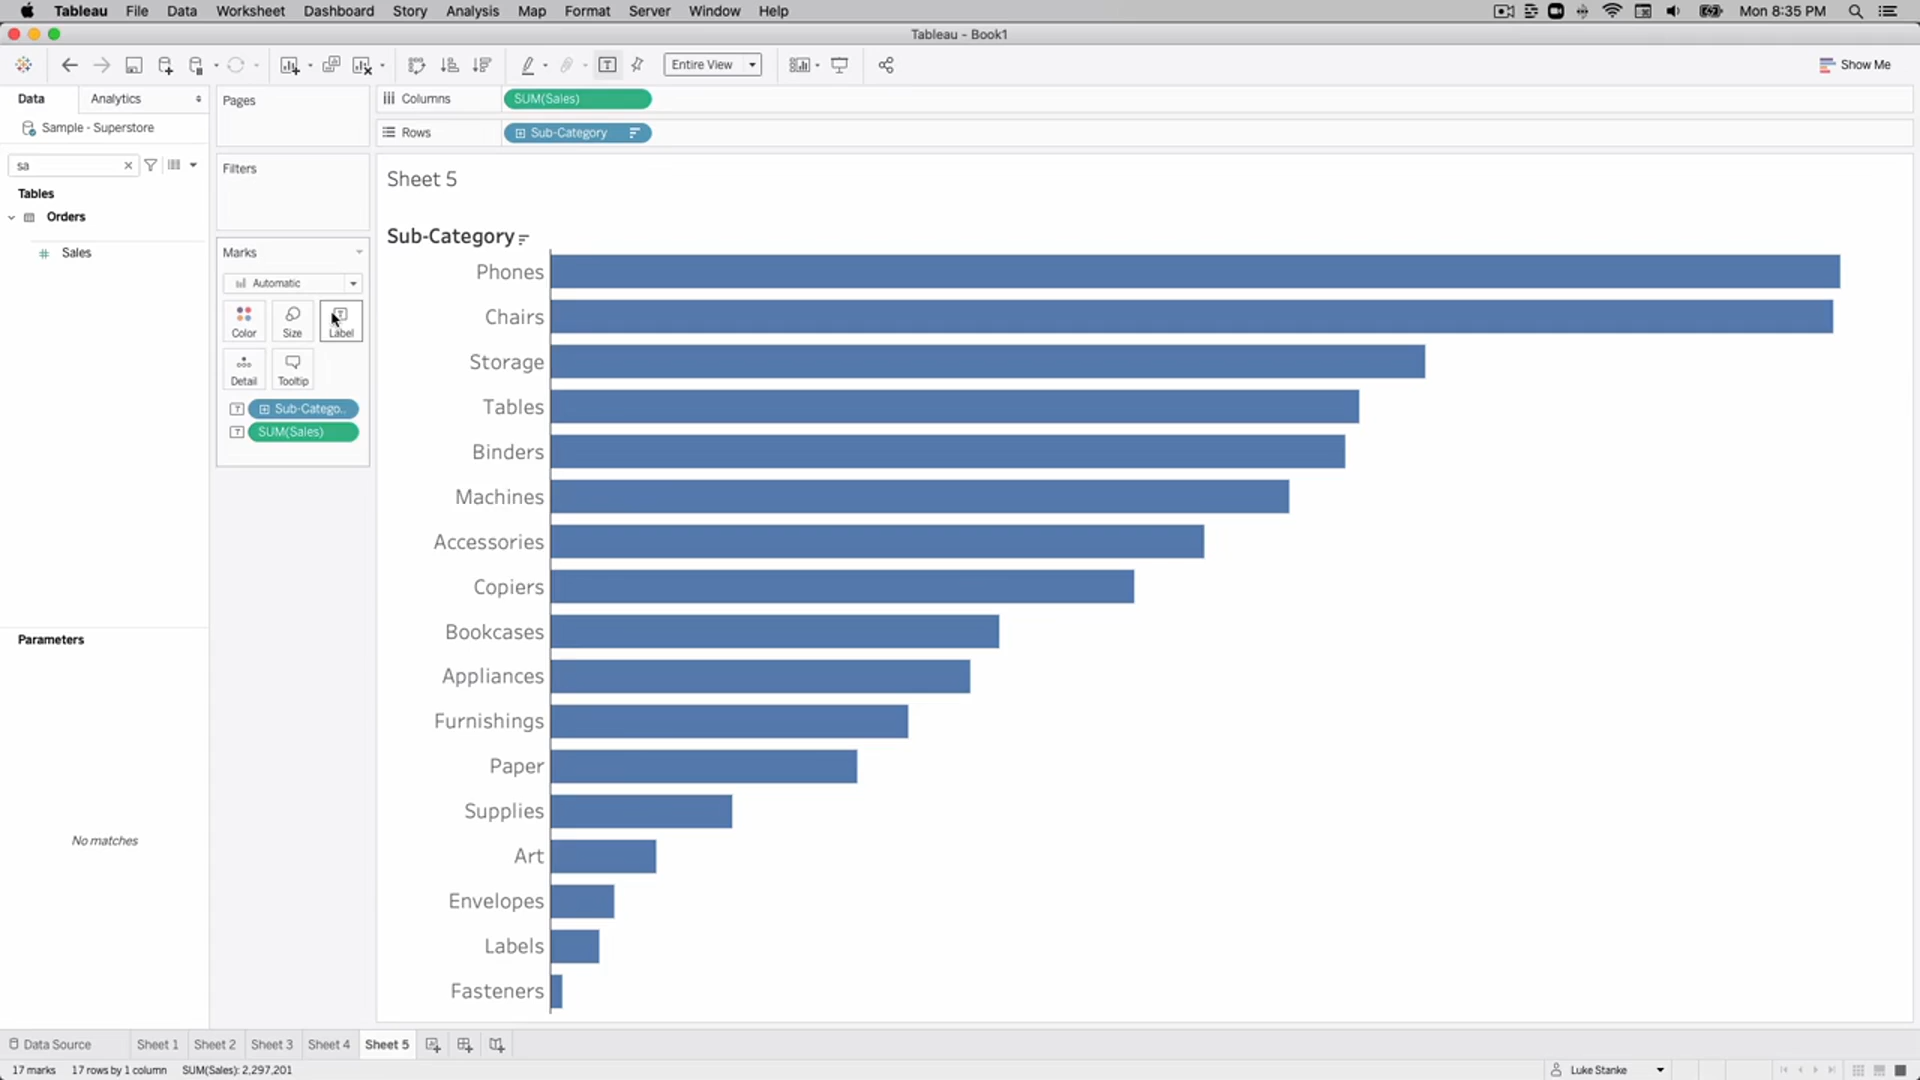 Tableau File Data Worksheet Dashboard Story Analysis Map Format Server Window Help Mon 8:35 PM
Tableau - Book1
Entire View Show Me
Data Analytics Pages Columns SUM(Sales)
Sample - Superstore
Rows Sub-Category
sa Filters
Sheet 5
Tables
Orders
Sub-Category
Sales Marks
Automatic
Color Size Label
Detail Tooltip
Sub-Catego..
SUM(Sales)
Phones
Chairs
Storage
Tables
Binders
Machines
Accessories
Copiers
Bookcases
Appliances
Furnishings
Paper
Supplies
Art
Envelopes
Labels
Fasteners
Parameters
No matches
Data Source Sheet 1 Sheet 2 Sheet 3 Sheet 4 Sheet 5
17 marks 17 rows by 1 column SUM(Sales): 2,297,201 Luke Stanke